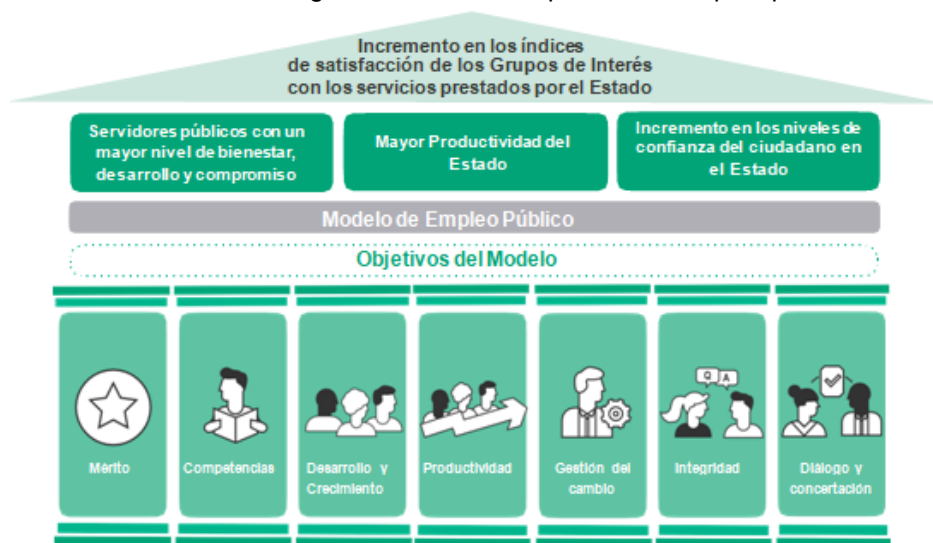 Incremento en los índices
de satisfacción de los Grupos de Interés
con los servicios prestados por el Estado
Servidores públicos con un
mayor nivel de bienestar,
desarrollo y compromiso
Mayor Productividad del
Estado
Incremento en los niveles de
confianza del ciudadano en
el Estado
Modelo de Empleo Público
Objetivos del Modelo
Q A
Mérito
Competencias
Desarrollo y
Crecimiento
Productividad
Gestión del
cambio
Integridad
Diálogo y
concertación